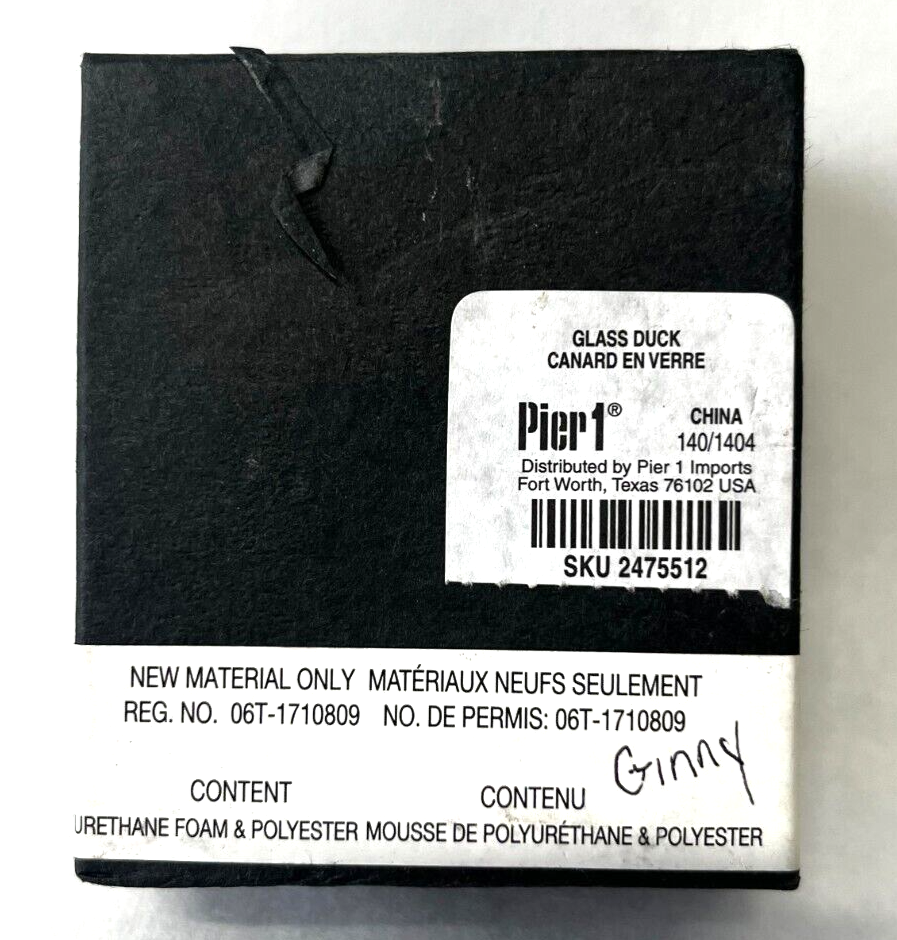 GLASS DUCK
CANARD EN VERRE
Pier 1®
CHINA
140/1404
Distributed by Pier 1 Imports
Fort Worth, Texas 76102 USA
SKU 2475512
NEW MATERIAL ONLY MATÉRIAUX NEUFS SEULEMENT
REG. NO. 06T-1710809 NO. DE PERMIS: 06T-1710809
Ginny
CONTENT CONTENU
URETHANE FOAM & POLYESTER MOUSSE DE POLYURÉTHANE & POLYESTER